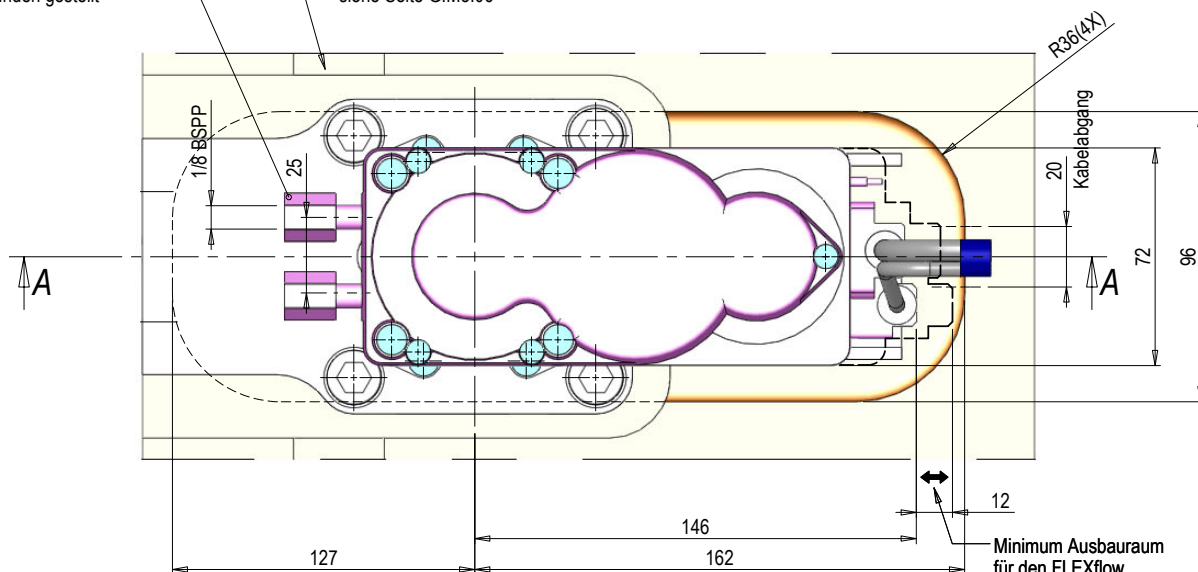 gestellt
siehe Seite
R36(4X)
1/8 BSPP
25
20
Kabelabgang
72
96
A
A
12
146
127
162
Minimum Ausbauraum
für den FLEXflow